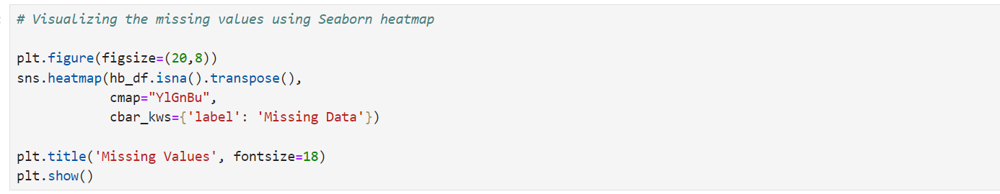 # Visualizing the missing values using Seaborn heatmap
plt.figure(figsize=(20,8))
sns.heatmap(hb_df.isna().transpose(),
            cmap="YlGnBu",
            cbar_kws={'label': 'Missing Data'})
plt.title('Missing Values', fontsize=18)
plt.show()